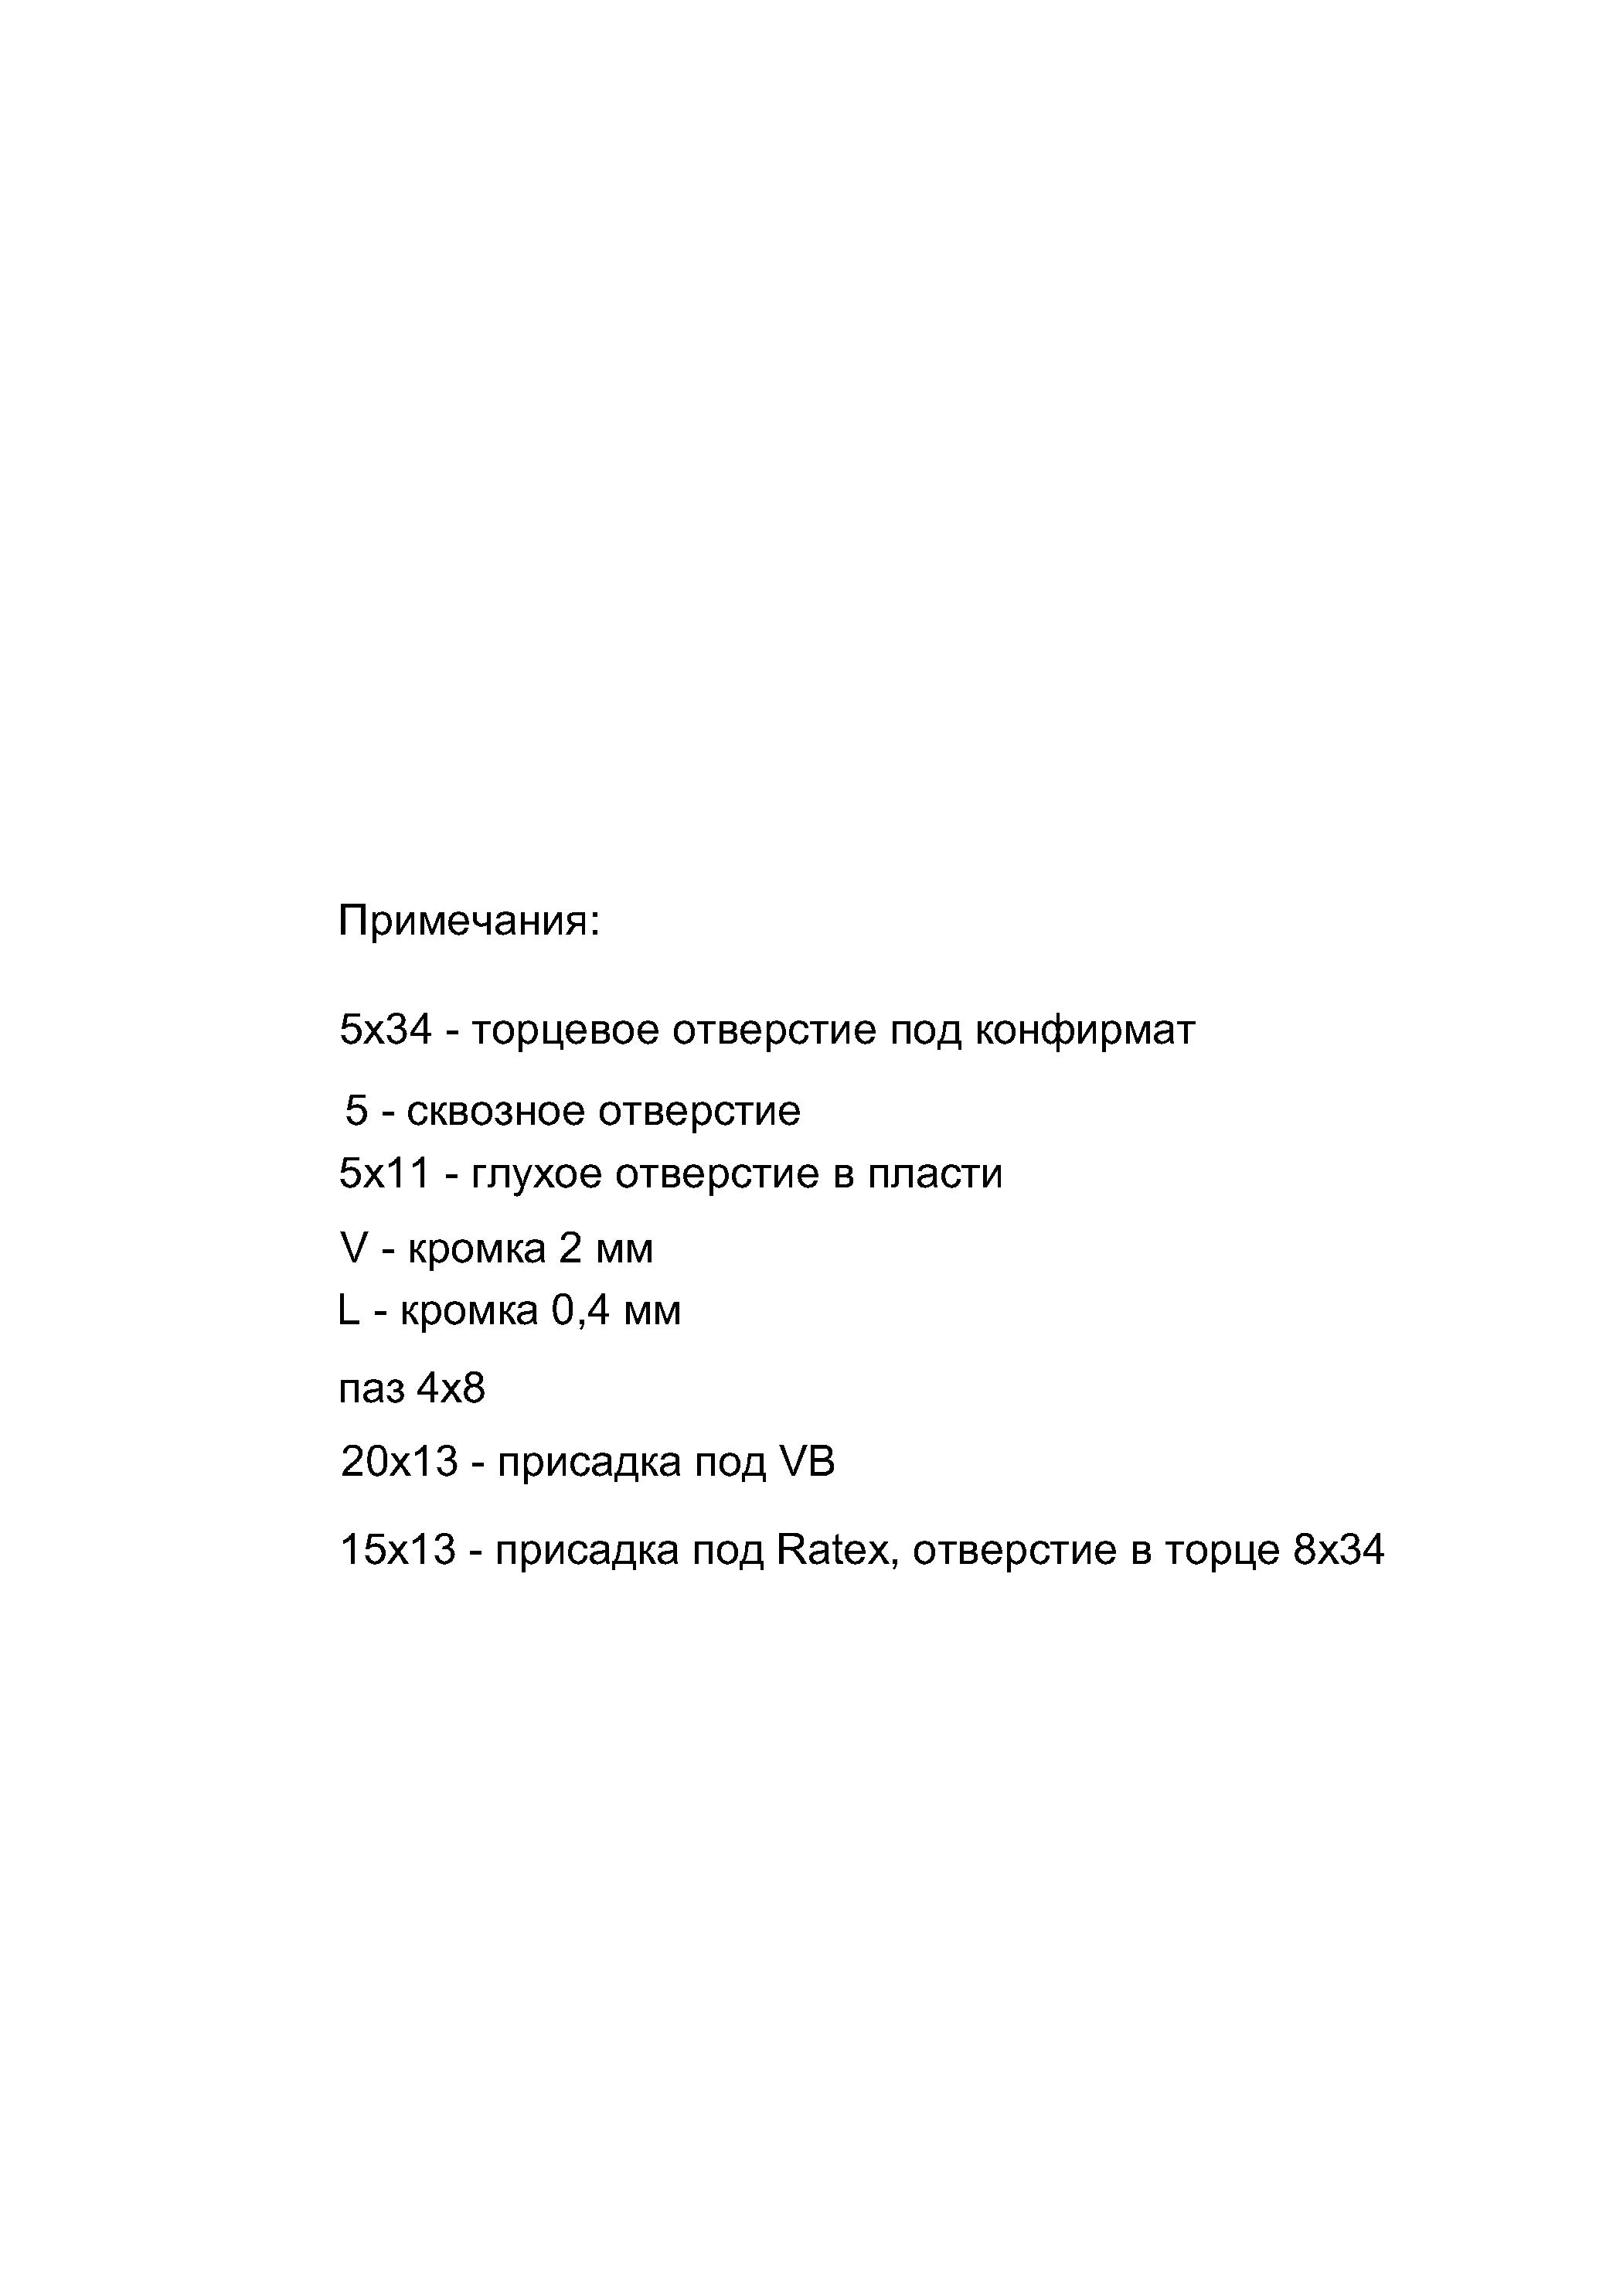 Примечания:
5x34 - торцевое отверстие под конфирмат
5 - сквозное отверстие
5x11 - глухое отверстие в пласти
V - кромка 2 мм
L - кромка 0,4 мм
паз 4x8
20x13 - присадка под VB
15x13 - присадка под Ratex, отверстие в торце 8x34